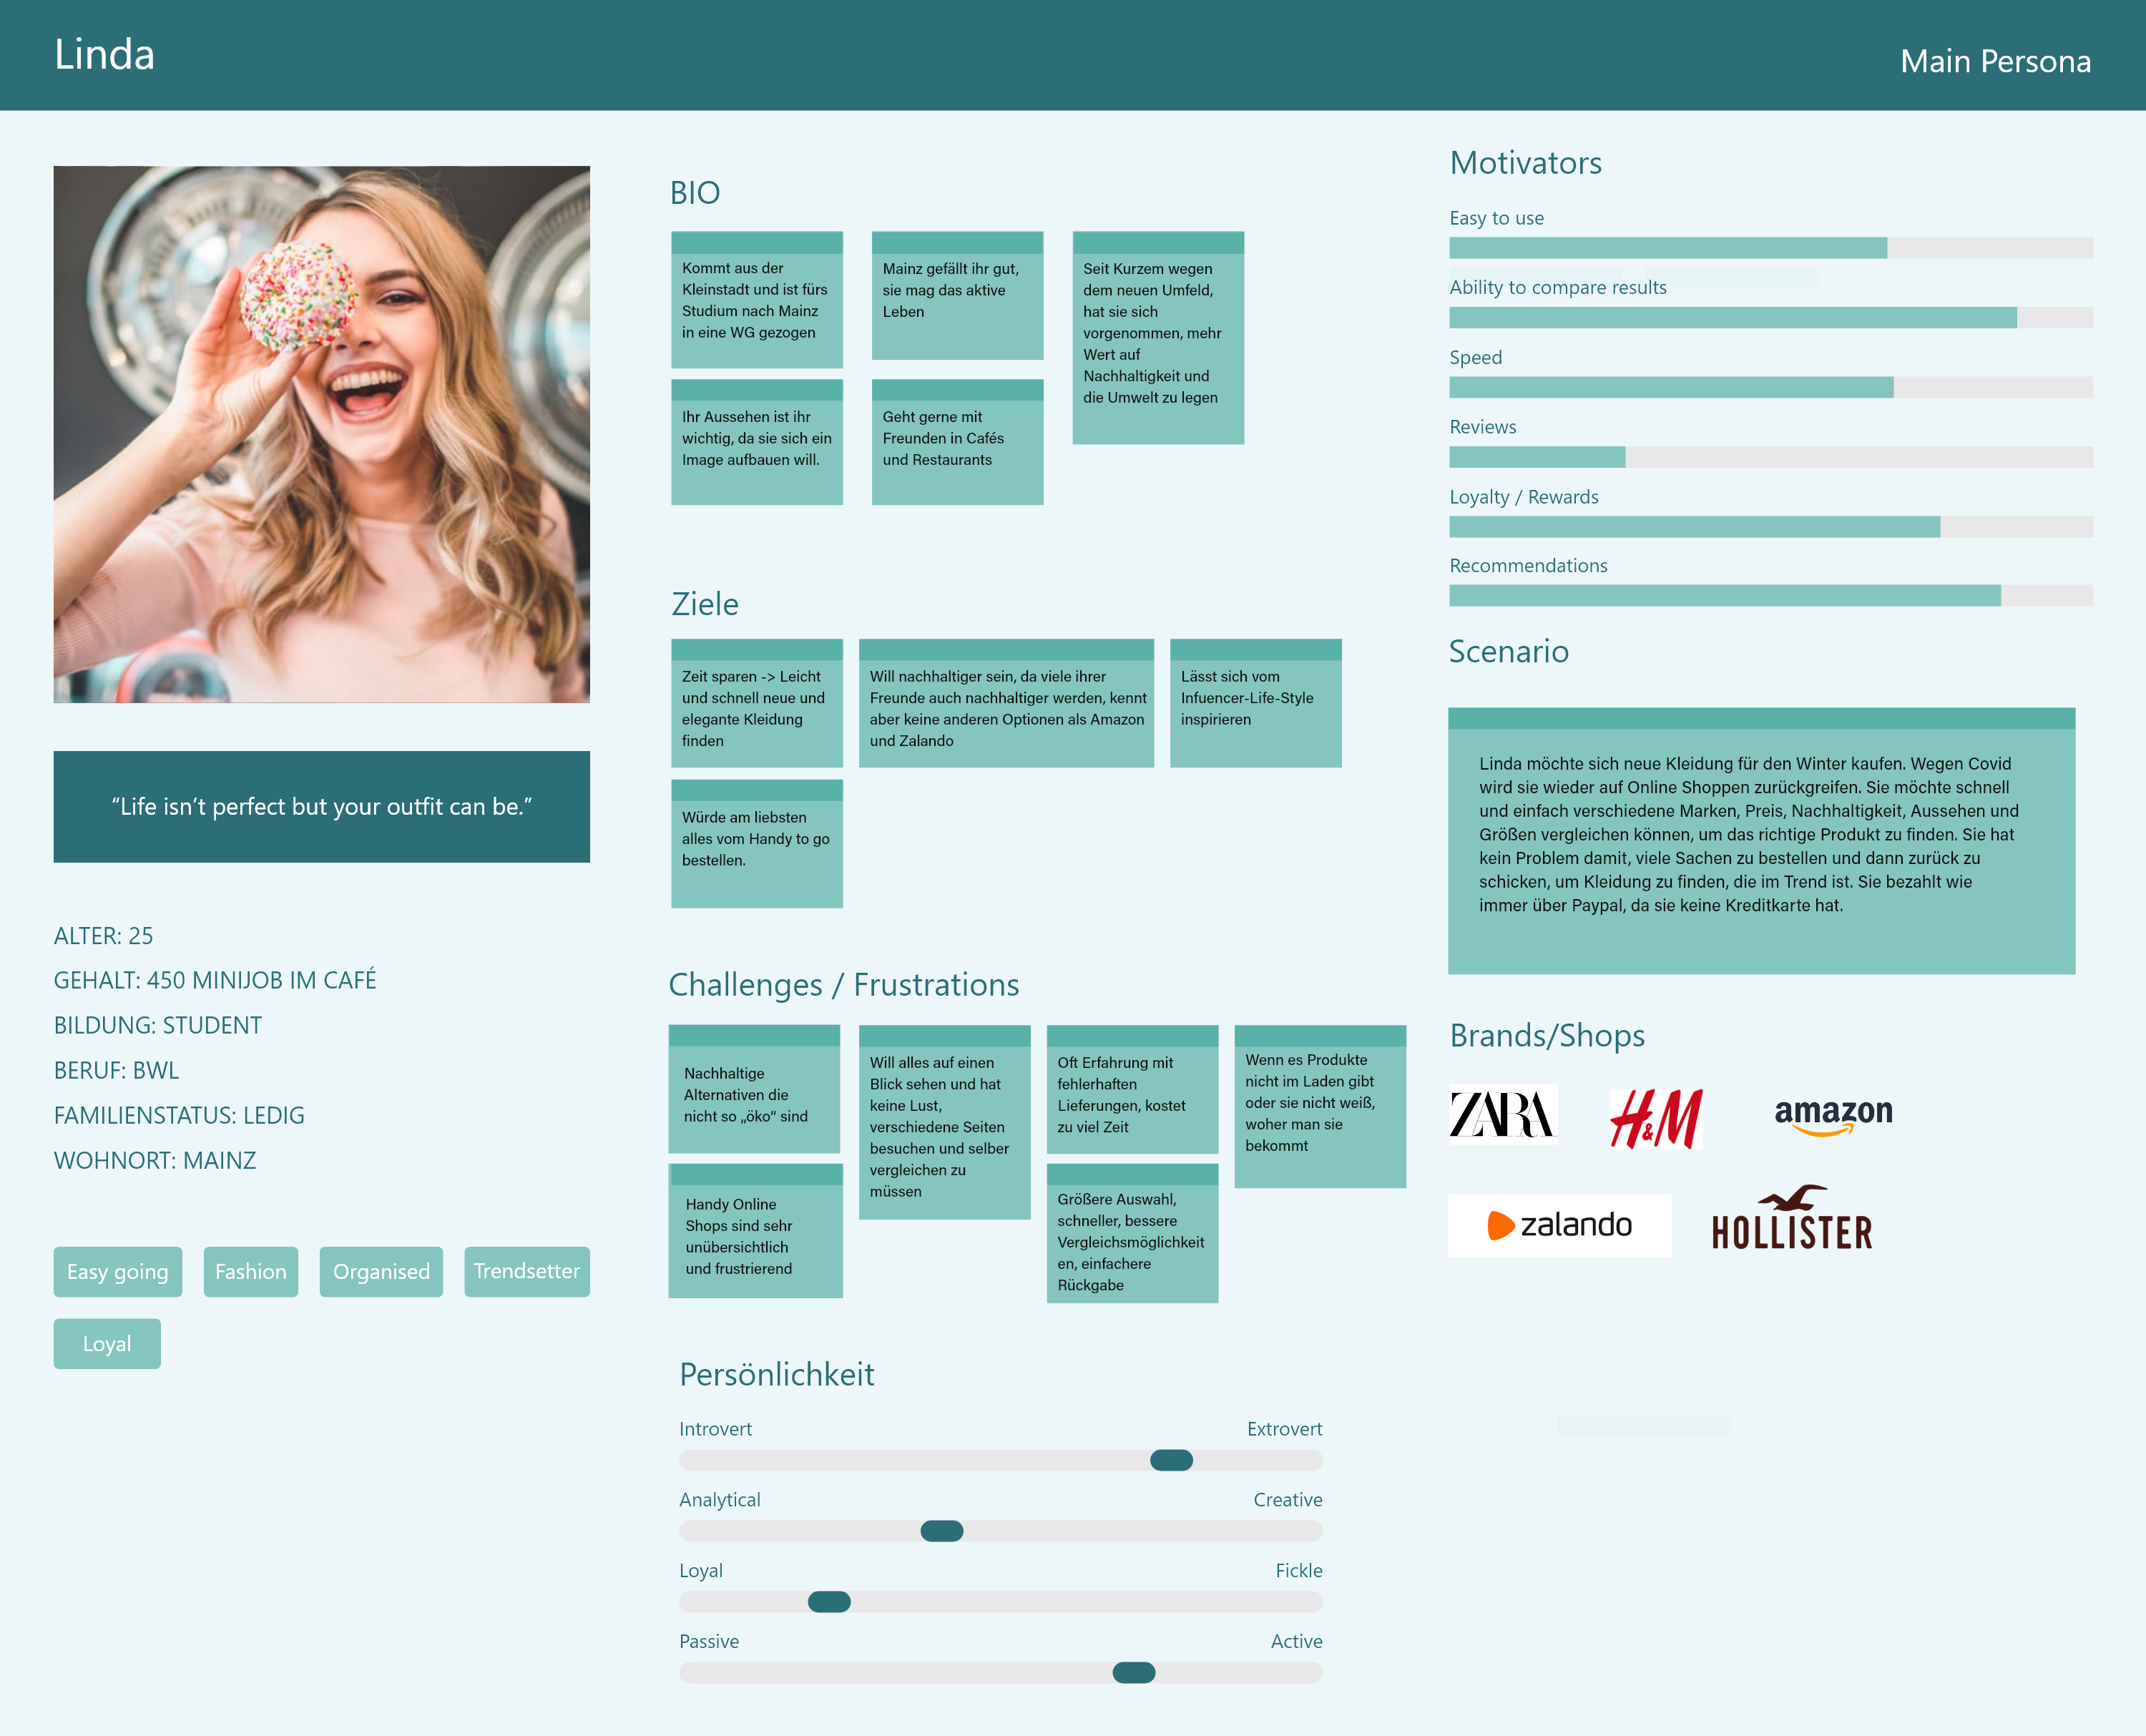 Linda
Main Persona
“Life isn’t perfect but your outfit can be.”
ALTER: 25
GEHALT: 450 MINIJOB IM CAFÉ
BILDUNG: STUDENT
BERUF: BWL
FAMILIENSTATUS: LEDIG
WOHNORT: MAINZ
Easy going
Fashion
Organised
Trendsetter
Loyal
BIO
Kommt aus der
Kleinstadt und ist fürs
Studium nach Mainz
in eine WG gezogen
Mainz gefällt ihr gut,
sie mag das aktive
Leben
Seit Kurzem wegen
dem neuen Umfeld,
hat sie sich
vorgenommen, mehr
Wert auf
Nachhaltigkeit und
die Umwelt zu legen
Ihr Aussehen ist ihr
wichtig, da sie sich ein
Image aufbauen will.
Geht gerne mit
Freunden in Cafés
und Restaurants
Ziele
Zeit sparen -> Leicht
und schnell neue und
elegante Kleidung
finden
Will nachhaltiger sein, da viele ihrer
Freunde auch nachhaltiger werden, kennt
aber keine anderen Optionen als Amazon
und Zalando
Lässt sich vom
Infuencer-Life-Style
inspirieren
Würde am liebsten
alles vom Handy to go
bestellen.
Challenges / Frustrations
Nachhaltige
Alternativen die
nicht so „öko“ sind
Will alles auf einen
Blick sehen und hat
keine Lust,
verschiedene Seiten
besuchen und selber
vergleichen zu
müssen
Oft Erfahrung mit
fehlerhaften
Lieferungen, kostet
zu viel Zeit
Wenn es Produkte
nicht im Laden gibt
oder sie nicht weiß,
woher man sie
bekommt
Handy Online
Shops sind sehr
unübersichtlich
und frustrierend
Größere Auswahl,
schneller, bessere
Vergleichsmöglichkeit
en, einfachere
Rückgabe
Persönlichkeit
Introvert
Extrovert
Analytical
Creative
Loyal
Fickle
Passive
Active
Motivators
Easy to use
Ability to compare results
Speed
Reviews
Loyalty / Rewards
Recommendations
Scenario
Linda möchte sich neue Kleidung für den Winter kaufen. Wegen Covid
wird sie wieder auf Online Shoppen zurückgreifen. Sie möchte schnell
und einfach verschiedene Marken, Preis, Nachhaltigkeit, Aussehen und
Größen vergleichen können, um das richtige Produkt zu finden. Sie hat
kein Problem damit, viele Sachen zu bestellen und dann zurück zu
schicken, um Kleidung zu finden, die im Trend ist. Sie bezahlt wie
immer über Paypal, da sie keine Kreditkarte hat.
Brands/Shops
ZARA
H&M
amazon
zalando
HOLLISTER